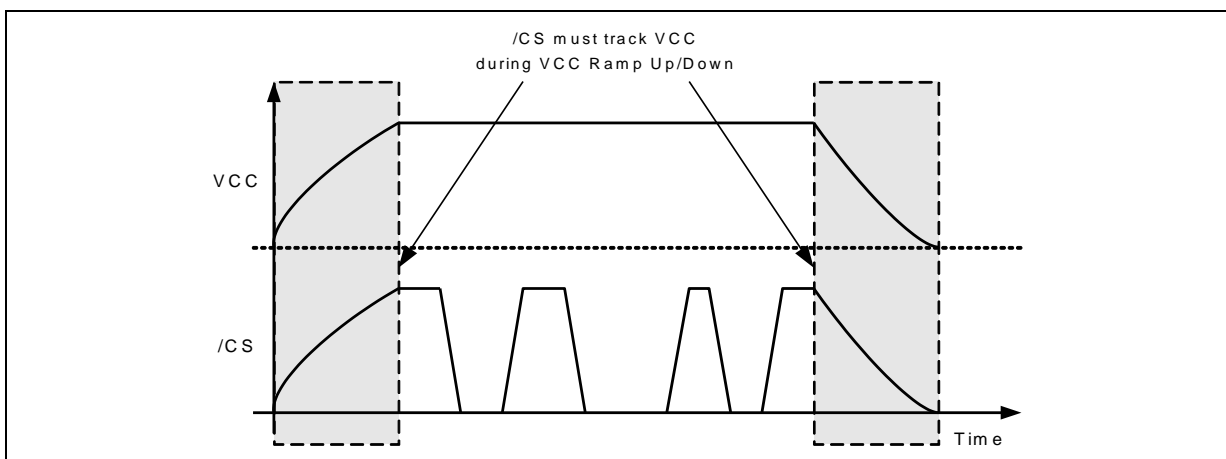 /CS must track VCC
during VCC Ramp Up/Down
VCC
/CS
Time